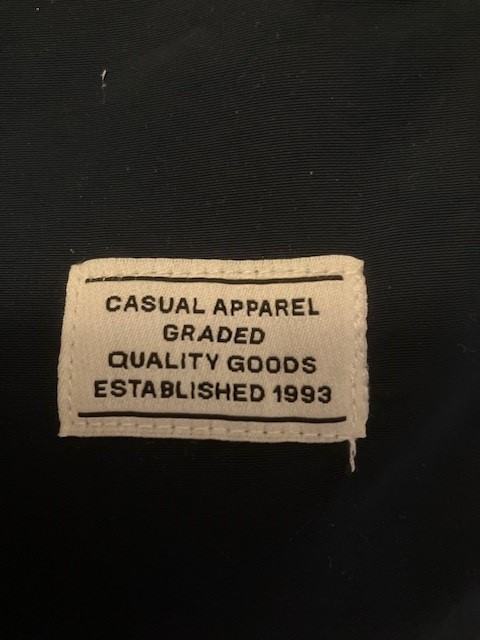 CASUAL APPAREL
GRADED
QUALITY GOODS
ESTABLISHED 1993